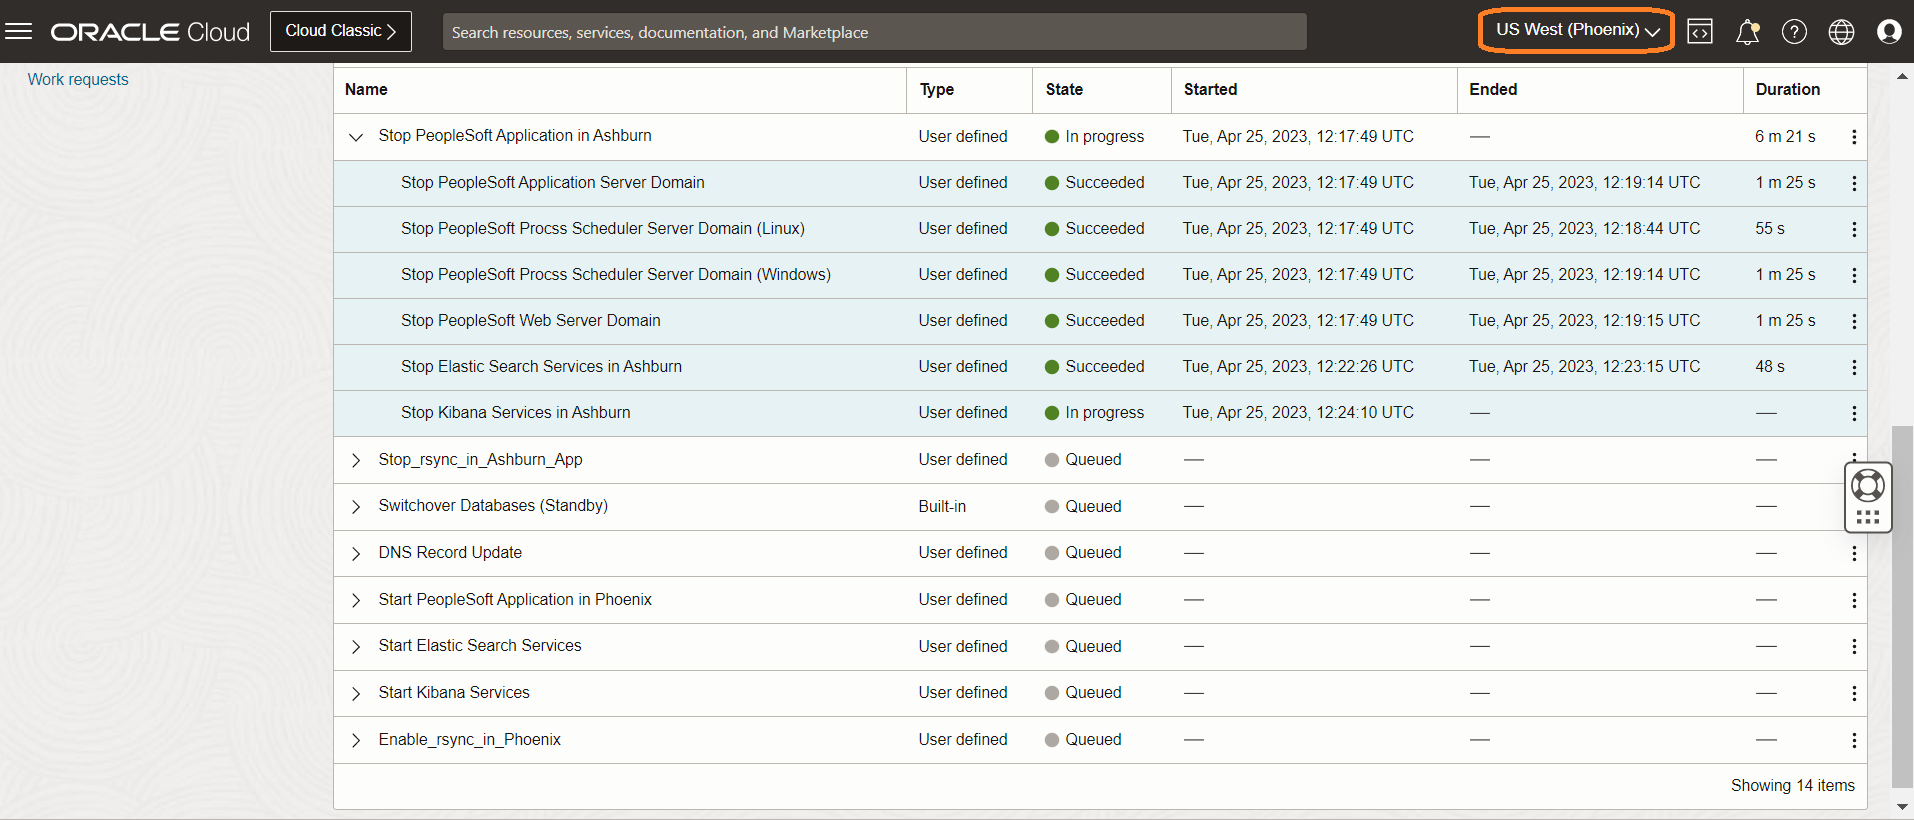 ORACLE Cloud Cloud Classic Search resources, services, documentation, and Marketplace US West (Phoenix)
Work requests
Name Type State Started Ended Duration
Stop PeopleSoft Application in Ashburn User defined In progress Tue, Apr 25, 2023, 12:17:49 UTC — 6 m 21 s
Stop PeopleSoft Application Server Domain User defined Succeeded Tue, Apr 25, 2023, 12:17:49 UTC Tue, Apr 25, 2023, 12:19:14 UTC 1 m 25 s
Stop PeopleSoft Procss Scheduler Server Domain (Linux) User defined Succeeded Tue, Apr 25, 2023, 12:17:49 UTC Tue, Apr 25, 2023, 12:18:44 UTC 55 s
Stop PeopleSoft Procss Scheduler Server Domain (Windows) User defined Succeeded Tue, Apr 25, 2023, 12:17:49 UTC Tue, Apr 25, 2023, 12:19:14 UTC 1 m 25 s
Stop PeopleSoft Web Server Domain User defined Succeeded Tue, Apr 25, 2023, 12:17:49 UTC Tue, Apr 25, 2023, 12:19:15 UTC 1 m 25 s
Stop Elastic Search Services in Ashburn User defined Succeeded Tue, Apr 25, 2023, 12:22:26 UTC Tue, Apr 25, 2023, 12:23:15 UTC 48 s
Stop Kibana Services in Ashburn User defined In progress Tue, Apr 25, 2023, 12:24:10 UTC — —
Stop_rsync_in_Ashburn_App User defined Queued — — —
Switchover Databases (Standby) Built-in Queued — — —
DNS Record Update User defined Queued — — —
Start PeopleSoft Application in Phoenix User defined Queued — — —
Start Elastic Search Services User defined Queued — — —
Start Kibana Services User defined Queued — — —
Enable_rsync_in_Phoenix User defined Queued — — —
Showing 14 items